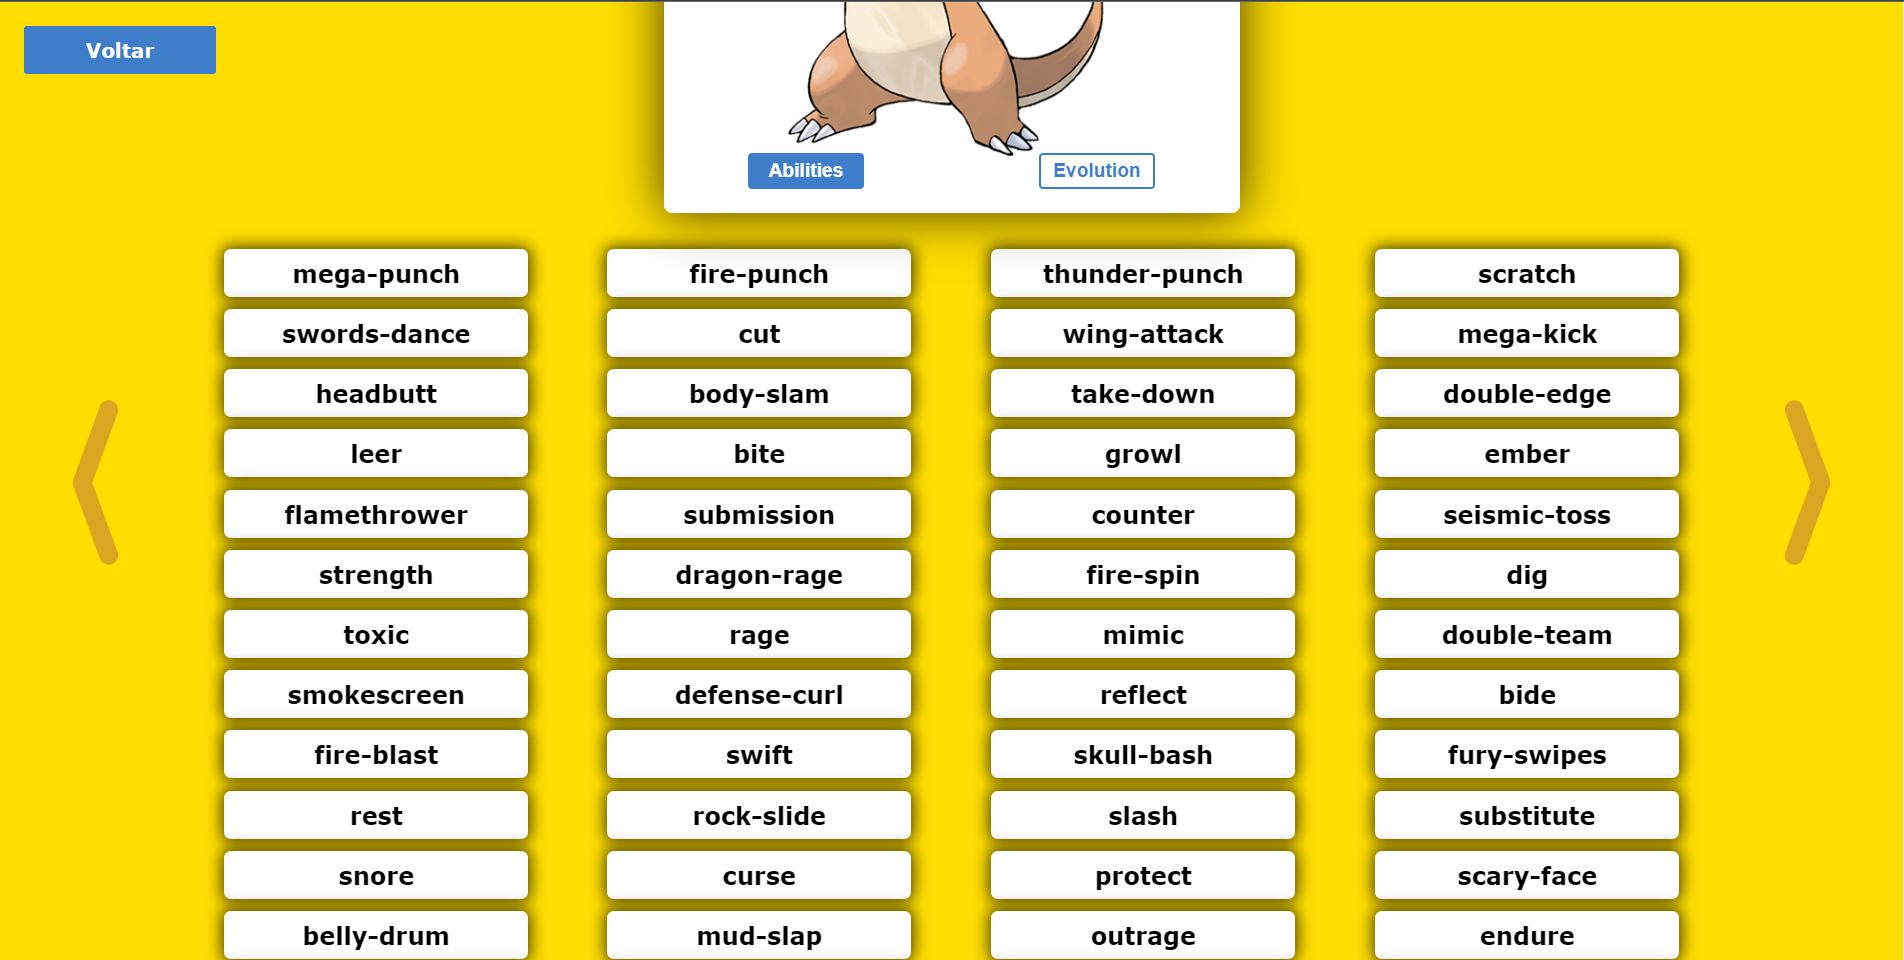 Voltar
Abilities
Evolution
mega-punch
fire-punch
thunder-punch
scratch
swords-dance
cut
wing-attack
mega-kick
headbutt
body-slam
take-down
double-edge
leer
bite
growl
ember
flamethrower
submission
counter
seismic-toss
strength
dragon-rage
fire-spin
dig
toxic
rage
mimic
double-team
smokescreen
defense-curl
reflect
bide
fire-blast
swift
skull-bash
fury-swipes
rest
rock-slide
slash
substitute
snore
curse
protect
scary-face
belly-drum
mud-slap
outrage
endure